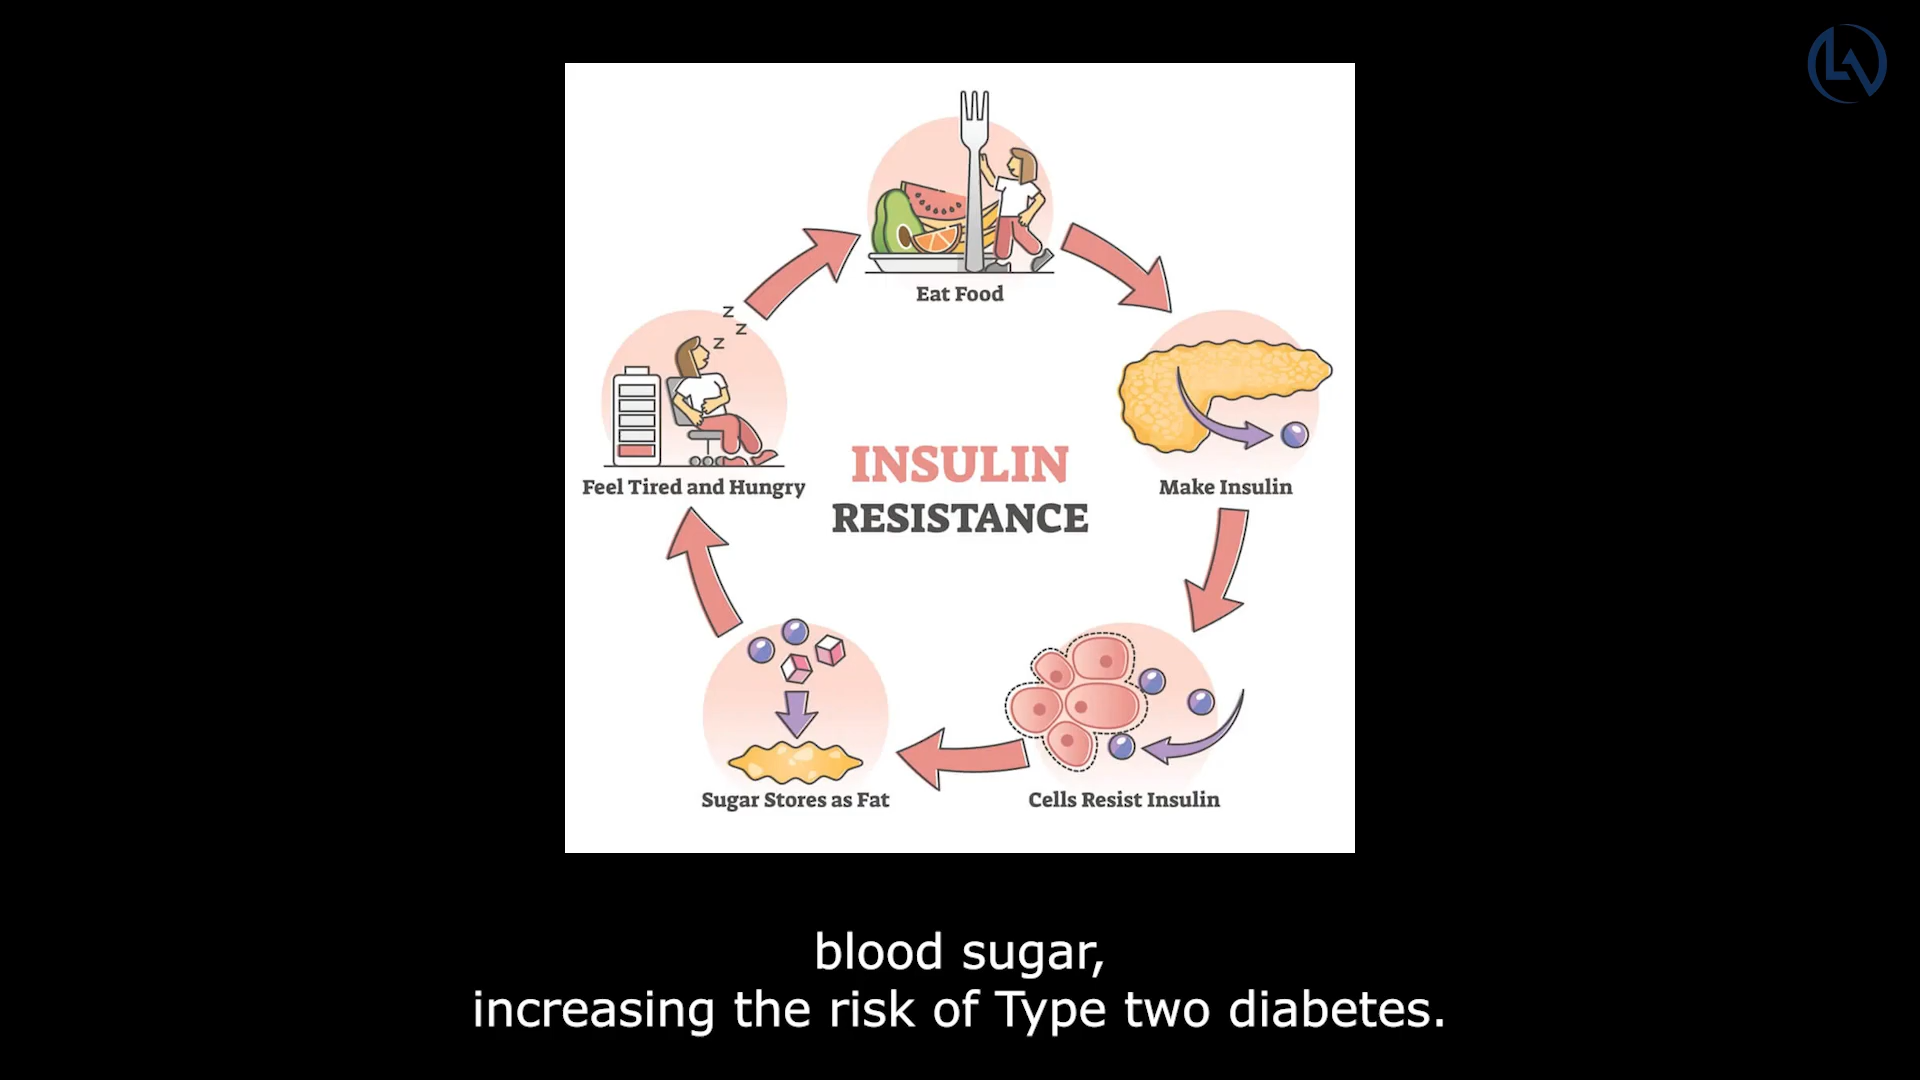 Eat Food
z
z
z
Feel Tired and Hungry
INSULIN
RESISTANCE
Make Insulin
Sugar Stores as Fat
Cells Resist Insulin
blood sugar,
increasing the risk of Type two diabetes.